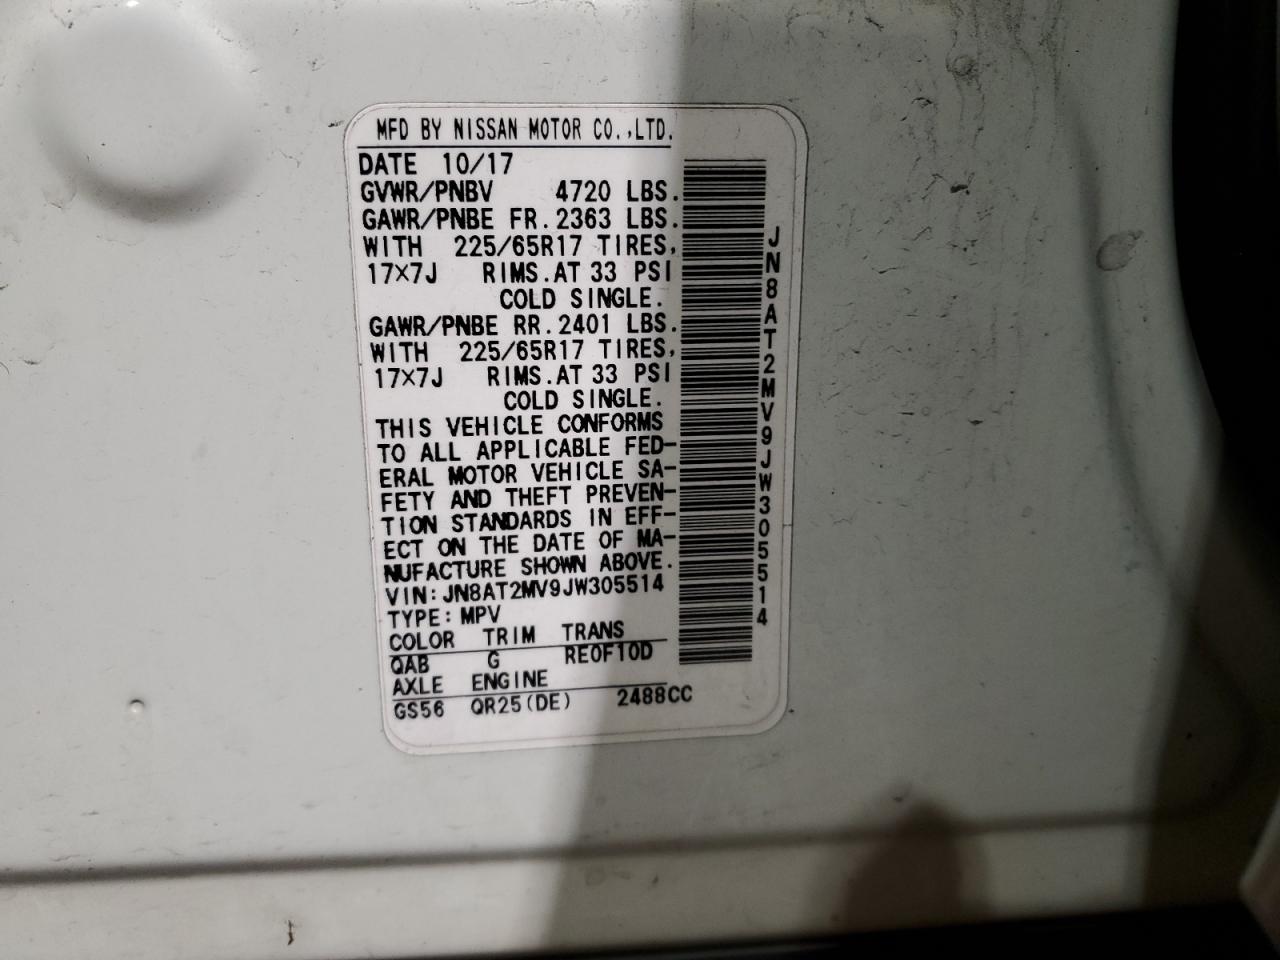 MFD BY NISSAN MOTOR CO.,LTD.
DATE 10/17
GVWR/PNBV 4720 LBS.
GAWR/PNBE FR.2363 LBS.
WITH 225/65R17 TIRES,
17×7J RIMS.AT 33 PSI
COLD SINGLE.
GAWR/PNBE RR.2401 LBS.
WITH 225/65R17 TIRES,
17×7J RIMS.AT 33 PSI
COLD SINGLE.
THIS VEHICLE CONFORMS
TO ALL APPLICABLE FED-
ERAL MOTOR VEHICLE SA-
FETY AND THEFT PREVEN-
TION STANDARDS IN EFF-
ECT ON THE DATE OF MA-
NUFACTURE SHOWN ABOVE.
VIN:JN8AT2MV9JW305514
TYPE:MPV
COLOR TRIM TRANS
QAB G RE0F10D
AXLE ENGINE
GS56 QR25(DE) 2488CC
JN8AT2MV9JW305514